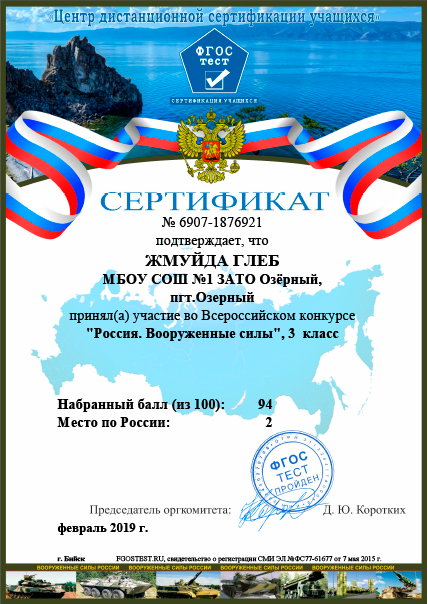 «Центр дистанционной сертификации учащихся»
ФГОС
тест
СЕРТИФИКАЦИЯ УЧАЩИХСЯ
СЕРТИФИКАТ
№ 6907-1876921
подтверждает, что
ЖМУЙДА ГЛЕБ
МБОУ СОШ №1 ЗАТО Озёрный,
пгт.Озерный
принял(а) участие во Всероссийском конкурсе
"Россия. Вооруженные силы", 3 класс
Набранный балл (из 100): 94
Место по России: 2
ФГОС
ТЕСТ
ПРОЙДЕН
Председатель оргкомитета: Д. Ю. Коротких
февраль 2019 г.
г. Бийск FGOSTEST.RU, свидетельство о регистрации СМИ ЭЛ №ФС77-61677 от 7 мая 2015 г.
ВООРУЖЕННЫЕ СИЛЫ РОССИИ ВООРУЖЕННЫЕ СИЛЫ РОССИИ ВООРУЖЕННЫЕ СИЛЫ РОССИИ ВООРУЖЕННЫЕ СИЛЫ РОССИИ